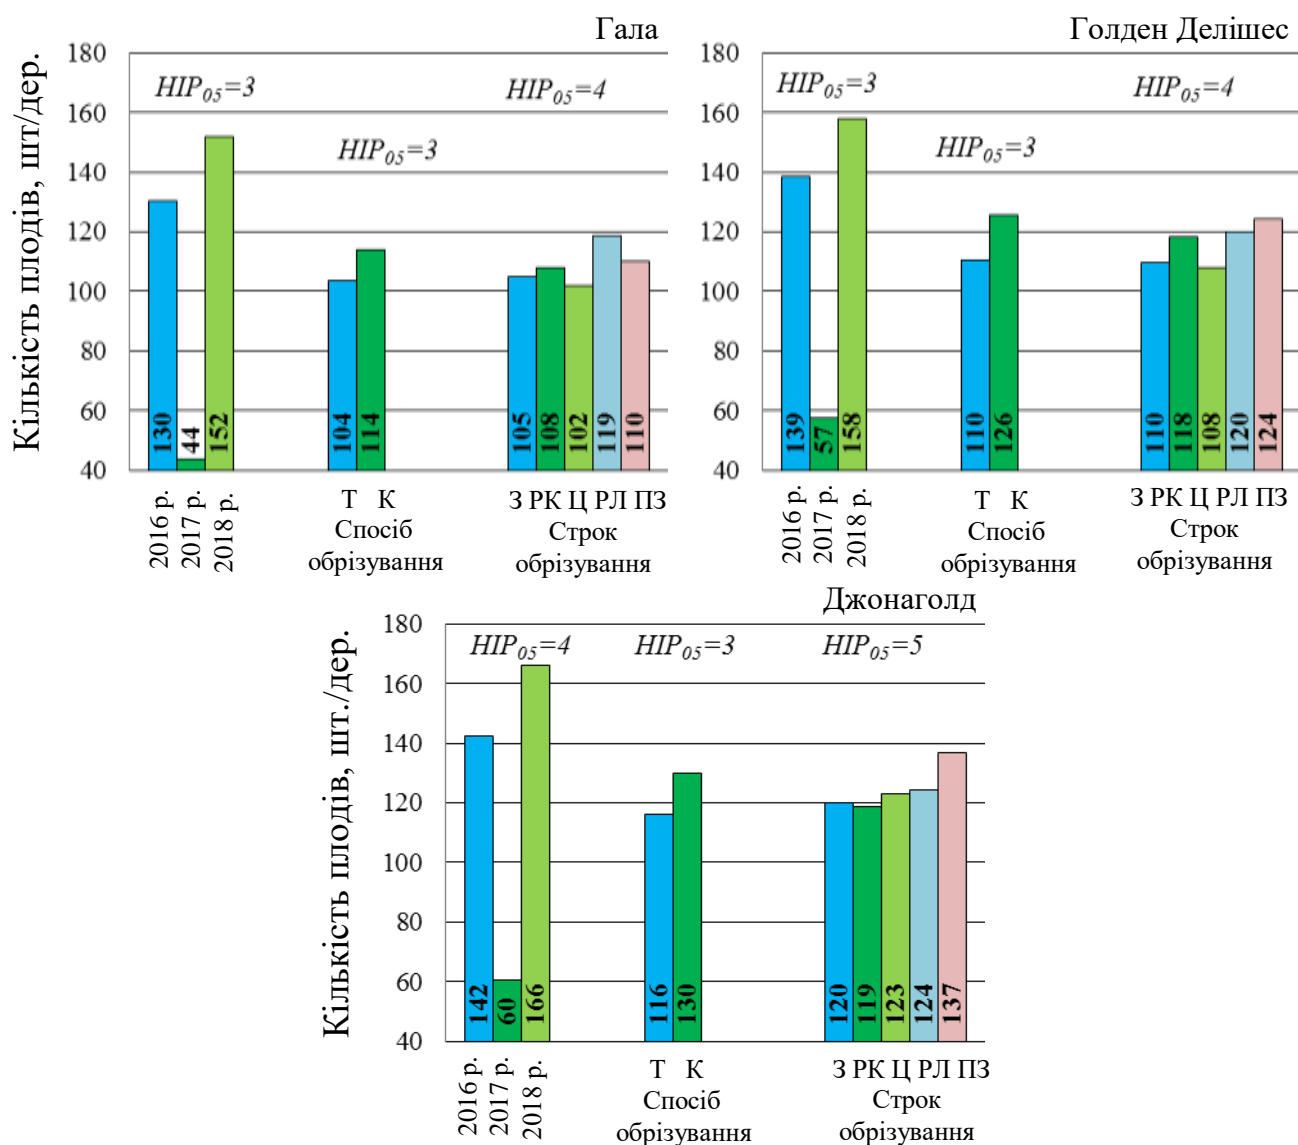 Гала
Кількість плодів, шт/дер.
180
160
140
120
100
80
60
40
НІР05=3
НІР05=3
НІР05=4
130
44
152
104
114
105
108
102
119
110
2016 р.
2017 р.
2018 р.
Т К
Спосіб
обрізування
З РК Ц РЛ ПЗ
Строк
обрізування
Голден Делішес
180
160
140
120
100
80
60
40
НІР05=3
НІР05=3
НІР05=4
139
57
158
110
126
110
118
108
120
124
2016 р.
2017 р.
2018 р.
Т К
Спосіб
обрізування
З РК Ц РЛ ПЗ
Строк
обрізування
Джонаголд
Кількість плодів, шт./дер.
180
160
140
120
100
80
60
40
НІР05=4
НІР05=3
НІР05=5
142
60
166
116
130
120
119
123
124
137
2016 р.
2017 р.
2018 р.
Т К
Спосіб
обрізування
З РК Ц РЛ ПЗ
Строк
обрізування